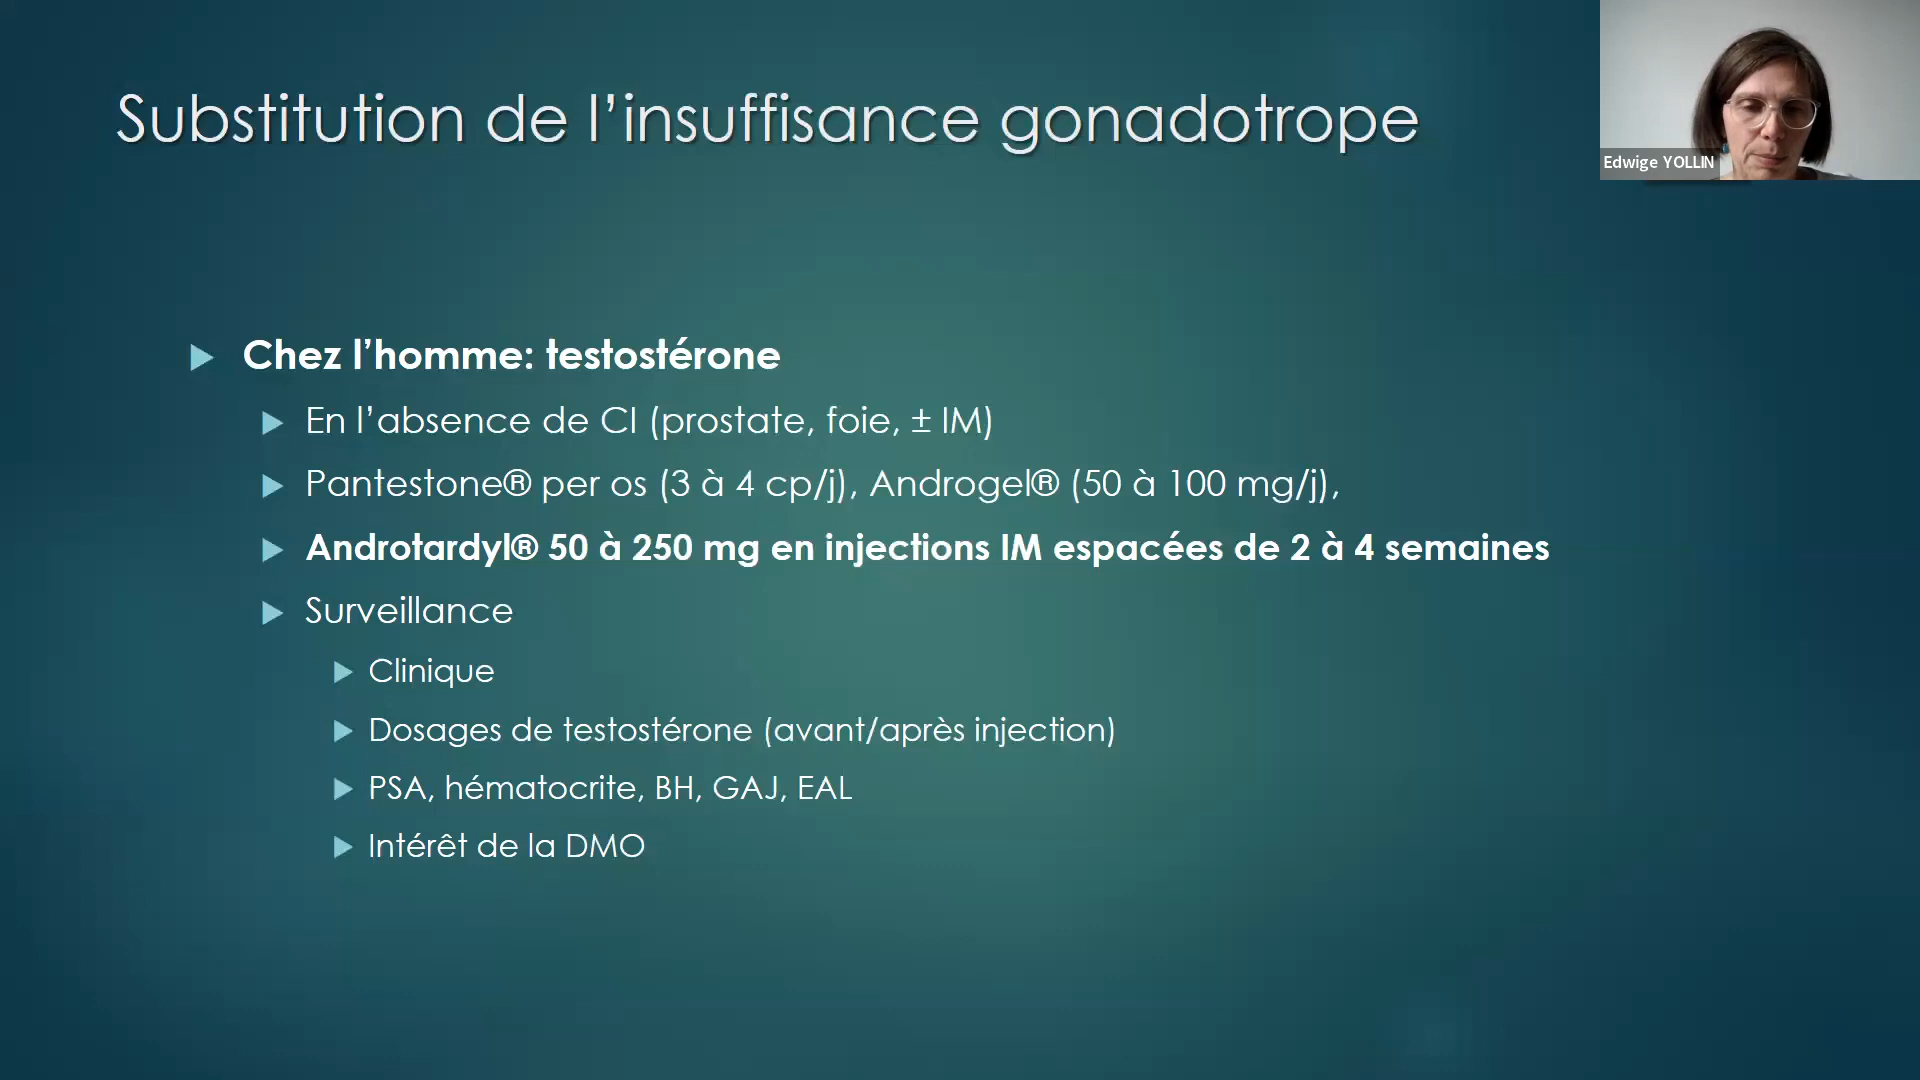 Substitution de l’insuffisance gonadotrope
Edwige YOLLIN
Chez l’homme: testostérone
En l’absence de CI (prostate, foie, ± IM)
Pantestone® per os (3 à 4 cp/j), Androgel® (50 à 100 mg/j),
Androtardyl® 50 à 250 mg en injections IM espacées de 2 à 4 semaines
Surveillance
Clinique
Dosages de testostérone (avant/après injection)
PSA, hématocrite, BH, GAJ, EAL
Intérêt de la DMO